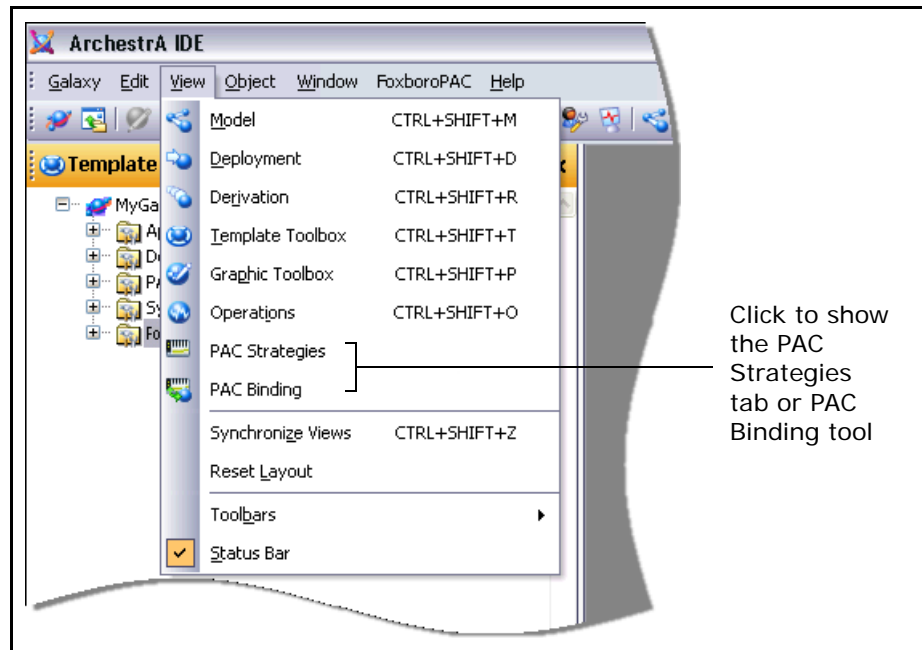 ArchestrA IDE
Galaxy Edit View Object Window FoxboroPAC Help
Template
MyGa
Model CTRL+SHIFT+M
Deployment CTRL+SHIFT+D
Derivation CTRL+SHIFT+R
Template Toolbox CTRL+SHIFT+T
Graphic Toolbox CTRL+SHIFT+P
Operations CTRL+SHIFT+O
PAC Strategies
PAC Binding
Synchronize Views CTRL+SHIFT+Z
Reset Layout
Toolbars
Status Bar
Click to show
the PAC
Strategies
tab or PAC
Binding tool